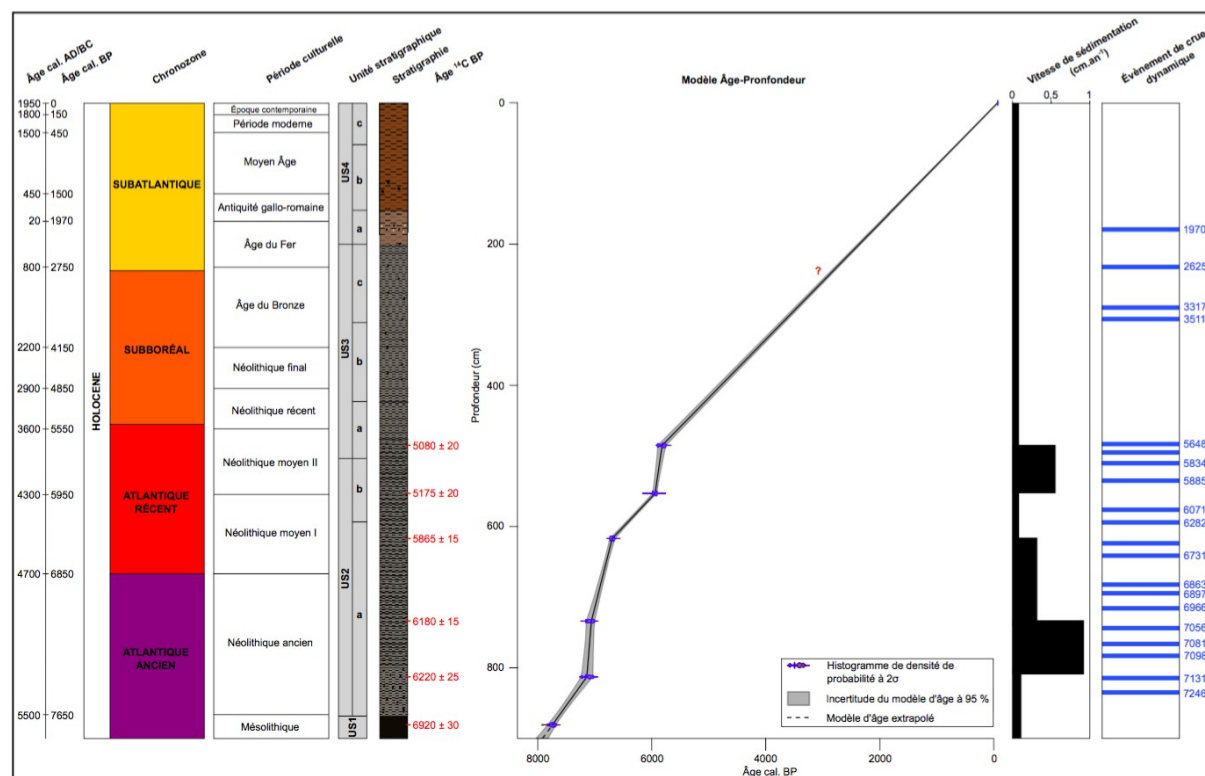 Âge cal. AD/BC
Âge cal. BP
Chronozone
Période culturelle
Unité stratigraphique
Stratigraphie
Âge ¹⁴C BP
Modèle Âge-Pronfondeur
Vitesse de sédimentation
(cm.an⁻¹)
Évènement de crue
dynamique
1950 0
1800 150
1500 450
450 1500
20 1970
800 2750
2200 4150
2900 4850
3600 5550
4300 5950
4700 6850
5500 7650
HOLOCENE
SUBATLANTIQUE
SUBBORÉAL
ATLANTIQUE
RÉCENT
ATLANTIQUE
ANCIEN
Époque contemporaine
Période moderne
Moyen Âge
Antiquité gallo-romaine
Âge du Fer
Âge du Bronze
Néolithique final
Néolithique récent
Néolithique moyen II
Néolithique moyen I
Néolithique ancien
Mésolithique
US4
c
b
a
US3
c
b
a
US2
b
a
US1
5080 ± 20
5175 ± 20
5865 ± 15
6180 ± 15
6220 ± 25
6920 ± 30
Profondeur (cm)
0
200
400
600
800
?
Histogramme de densité de
probabilité à 2σ
Incertitude du modèle d'âge à 95 %
Modèle d'âge extrapolé
8000 6000 4000 2000 0
Âge cal. BP
0 0,5 1
1970
2625
3317
3511
5648
5834
5885
6071
6282
6731
6863
6897
6966
7056
7081
7098
7131
7246